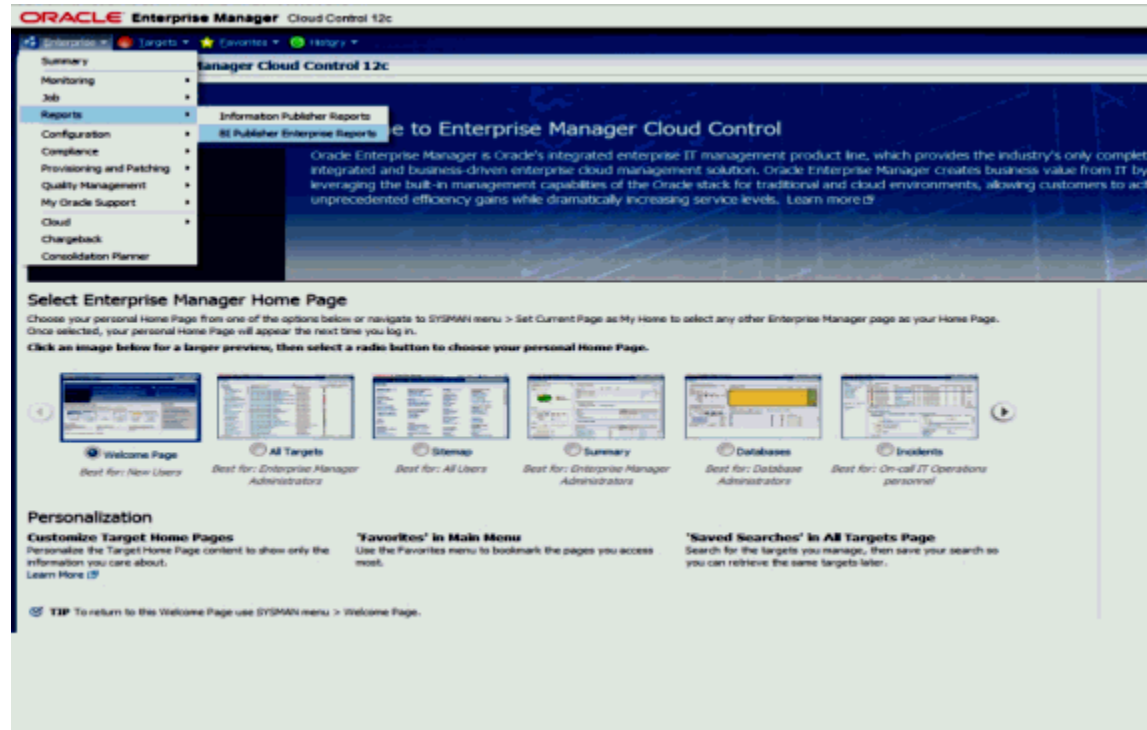 ORACLE Enterprise Manager Cloud Control 12c
Enterprise Targets Favorites History
Summary
anager Cloud Control 12c
Monitoring
Job
Reports
Information Publisher Reports
Configuration
BI Publisher Enterprise Reports
e to Enterprise Manager Cloud Control
Compliance
Provisioning and Patching
Quality Management
My Oracle Support
Cloud
Chargeback
Consolidation Planner
Oracle Enterprise Manager is Oracle's integrated enterprise IT management product line, which provides the industry's only complet
integrated and business-driven enterprise cloud management solution. Oracle Enterprise Manager creates business value from IT by
leveraging the built-in management capabilities of the Oracle stack for traditional and cloud environments, allowing customers to ac
unprecedented efficiency gains while dramatically increasing service levels. Learn more
Select Enterprise Manager Home Page
Choose your personal Home Page from one of the options below or navigate to SYSMAN menu > Set Current Page as My Home to select any other Enterprise Manager page as your Home Page.
Once selected, your personal Home Page will appear the next time you log in.
Click an image below for a larger preview, then select a radio button to choose your personal Home Page.
Welcome Page
Best for: New Users
All Targets
Best for: Enterprise Manager
Administrators
Sitemap
Best for: All Users
Summary
Best for: Enterprise Manager
Administrators
Databases
Best for: Database
Administrators
Incidents
Best for: On-call IT Operations
personnel
Personalization
Customize Target Home Pages
Personalize the Target Home Page content to show only the
information you care about.
Learn More
'Favorites' in Main Menu
Use the Favorites menu to bookmark the pages you access
most.
'Saved Searches' in All Targets Page
Search for the targets you manage, then save your search so
you can retrieve the same targets later.
TIP To return to this Welcome Page use SYSMAN menu > Welcome Page.